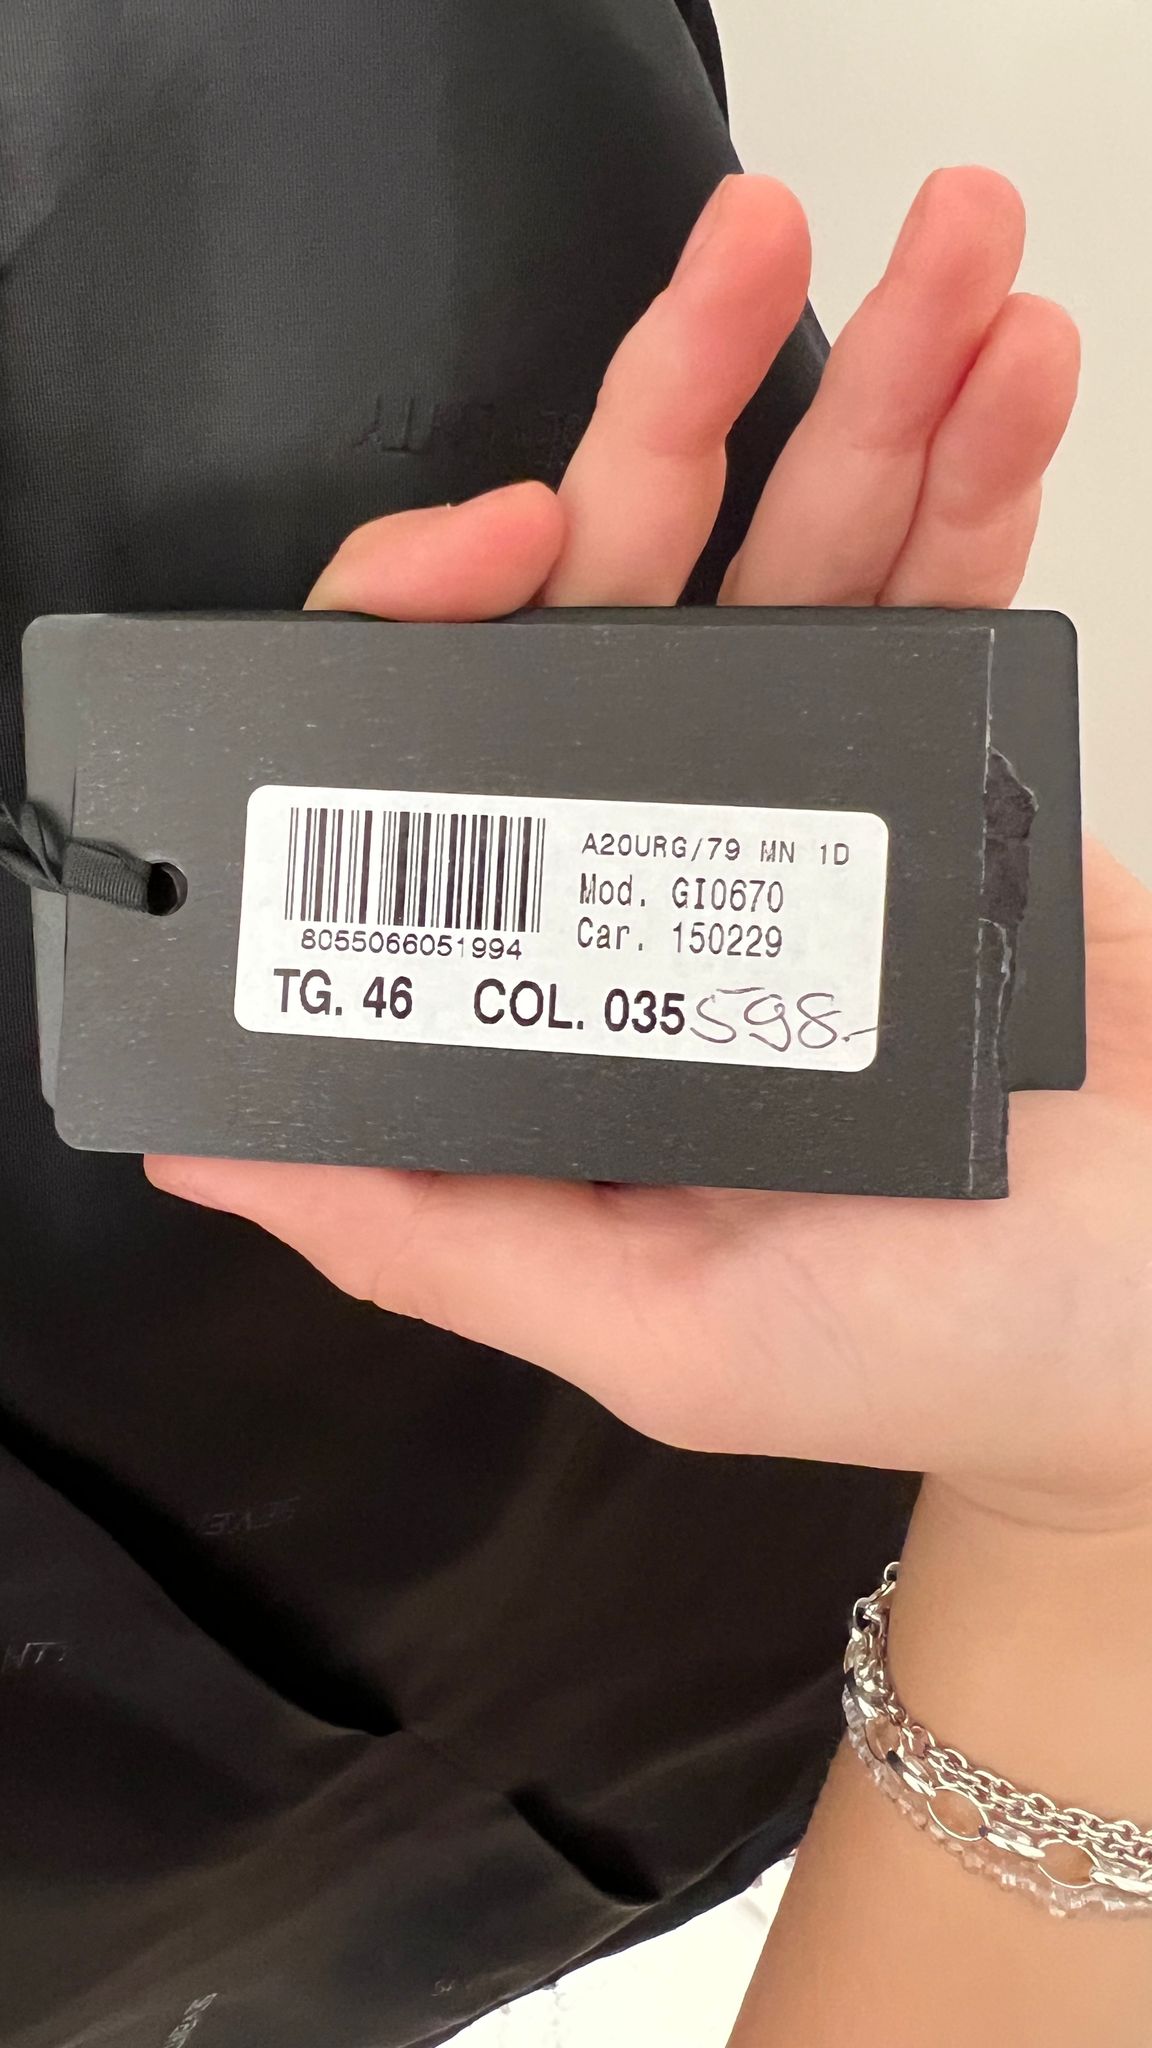 A20URG/79 MN 1D
Mod. GI0670
Car. 150229
8055066051994
TG. 46 COL. 035 598.-